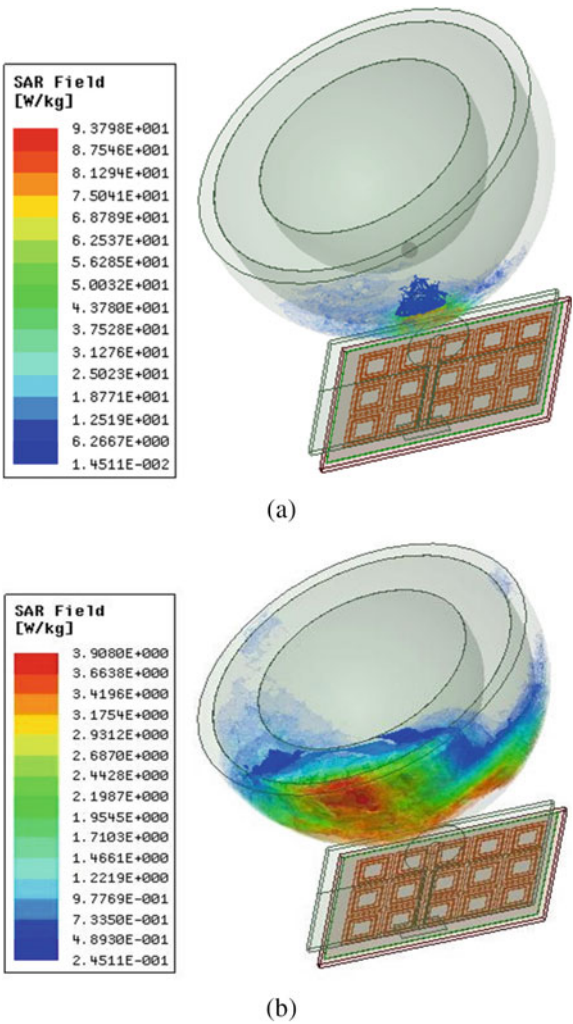 SAR Field
[W/kg]
9.3798E+001
8.7546E+001
8.1294E+001
7.5041E+001
6.8789E+001
6.2537E+001
5.6285E+001
5.0032E+001
4.3780E+001
3.7528E+001
3.1276E+001
2.5023E+001
1.8771E+001
1.2519E+001
6.2667E+000
1.4511E-002
(a)
SAR Field
[W/kg]
3.9080E+000
3.6638E+000
3.4196E+000
3.1754E+000
2.9312E+000
2.6870E+000
2.4428E+000
2.1987E+000
1.9545E+000
1.7103E+000
1.4661E+000
1.2219E+000
9.7769E-001
7.3350E-001
4.8930E-001
2.4511E-001
(b)